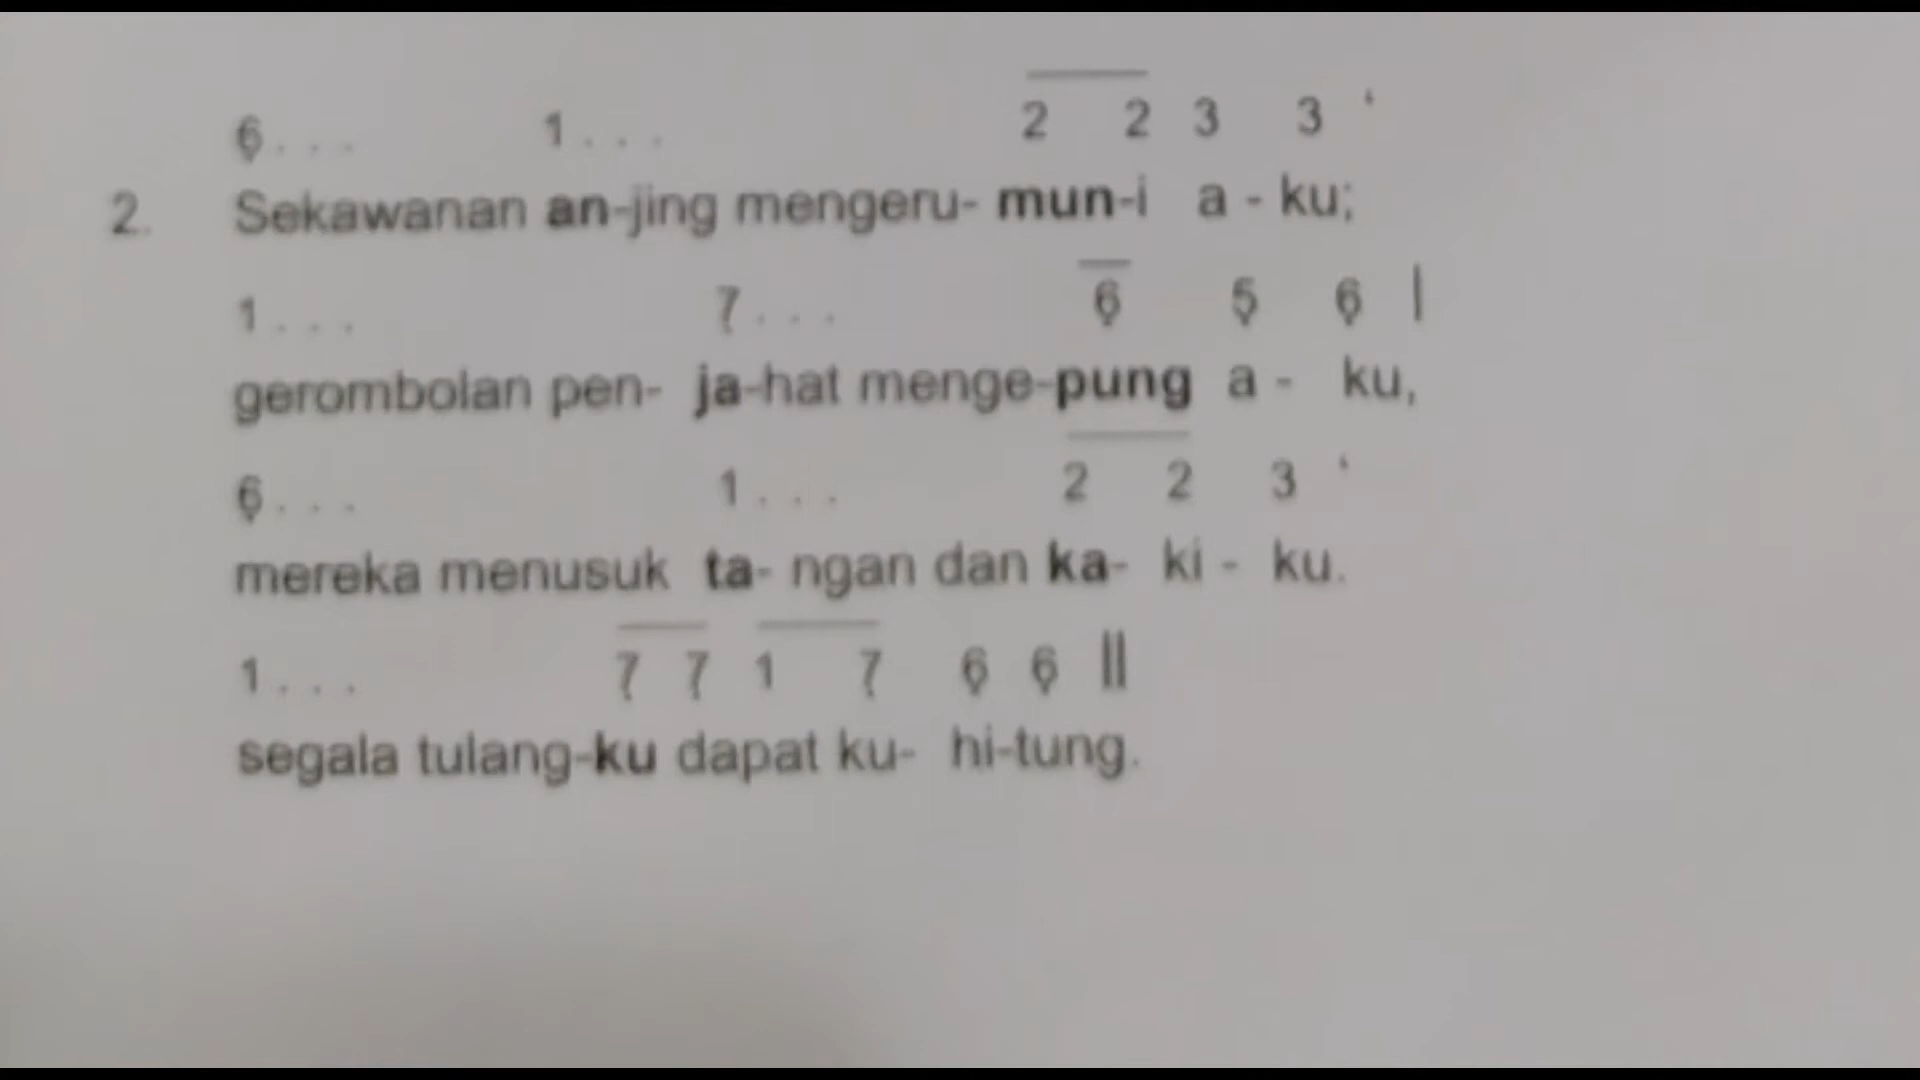 6 . . . 1 . . . 2 2 3 3 '
2. Sekawanan an-jing mengeru- mun-i a - ku;
1 . . . 7 . . . 6 5 6 |
gerombolan pen- ja-hat menge-pung a - ku,
6 . . . 1 . . . 2 2 3 '
mereka menusuk ta- ngan dan ka- ki - ku.
1 . . . 7 7 1 7 6 6 ||
segala tulang-ku dapat ku- hi-tung.